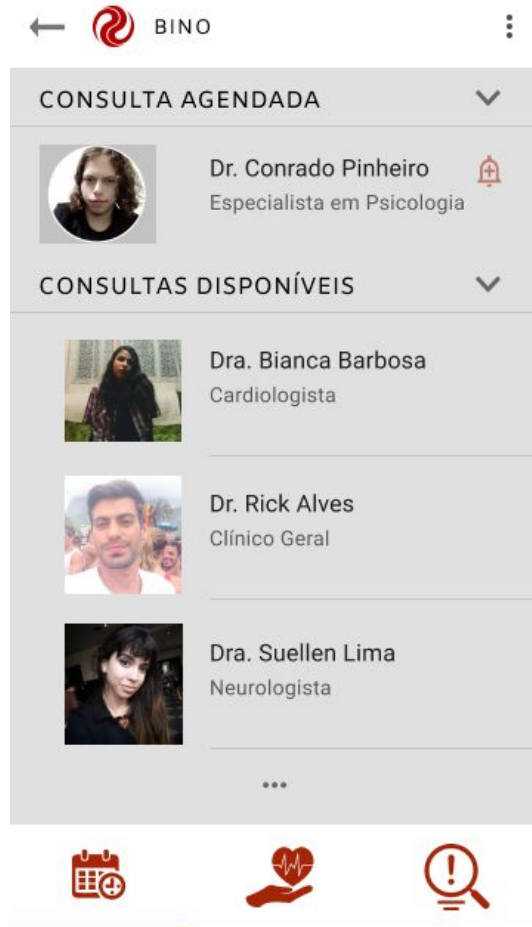 BINO
CONSULTA AGENDADA
Dr. Conrado Pinheiro
Especialista em Psicologia
CONSULTAS DISPONÍVEIS
Dra. Bianca Barbosa
Cardiologista
Dr. Rick Alves
Clínico Geral
Dra. Suellen Lima
Neurologista